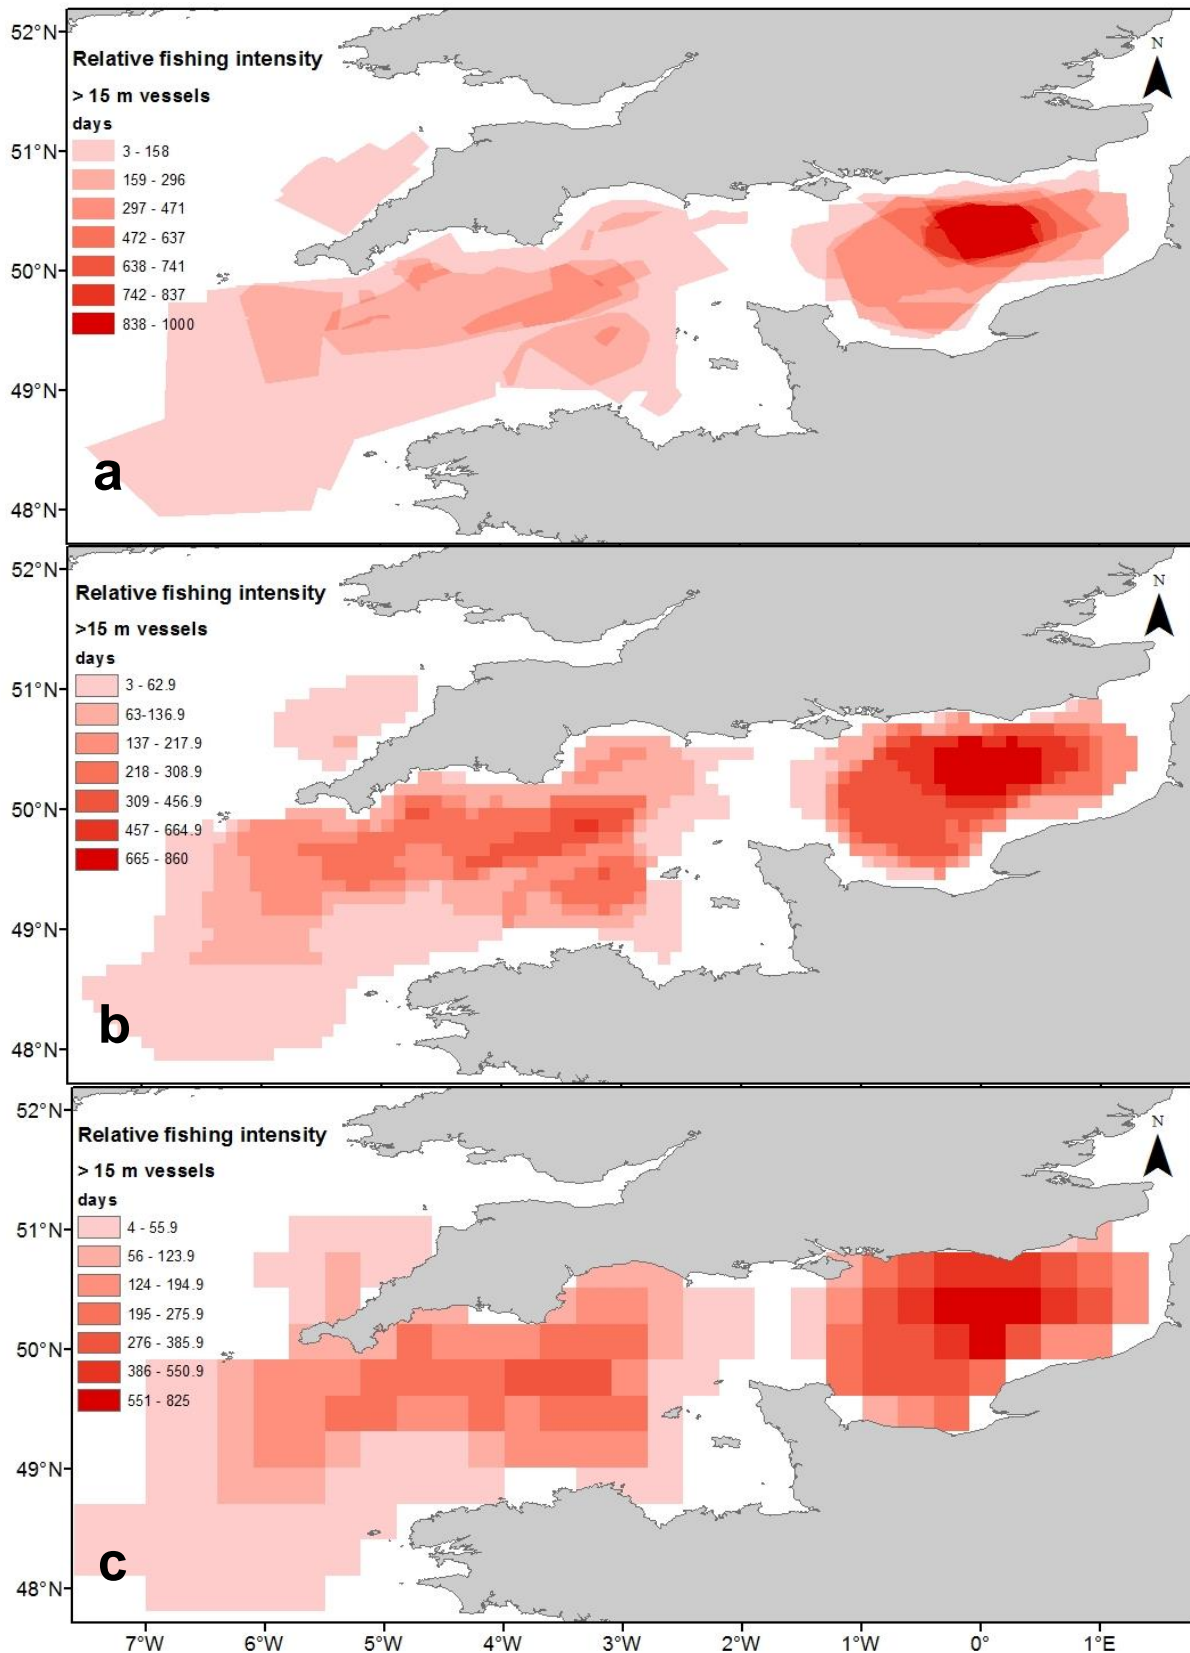 52°N
Relative fishing intensity
N
> 15 m vessels
days
51°N
3 - 158
159 - 296
297 - 471
472 - 637
50°N
638 - 741
742 - 837
838 - 1000
49°N
a
48°N
52°N
Relative fishing intensity
N
>15 m vessels
days
51°N
3 - 62.9
63-136.9
137 - 217.9
218 - 308.9
50°N
309 - 456.9
457 - 664.9
665 - 860
49°N
b
48°N
52°N
Relative fishing intensity
N
> 15 m vessels
days
51°N
4 - 55.9
56 - 123.9
124 - 194.9
195 - 275.9
50°N
276 - 385.9
386 - 550.9
551 - 825
49°N
c
48°N
7°W 6°W 5°W 4°W 3°W 2°W 1°W 0° 1°E